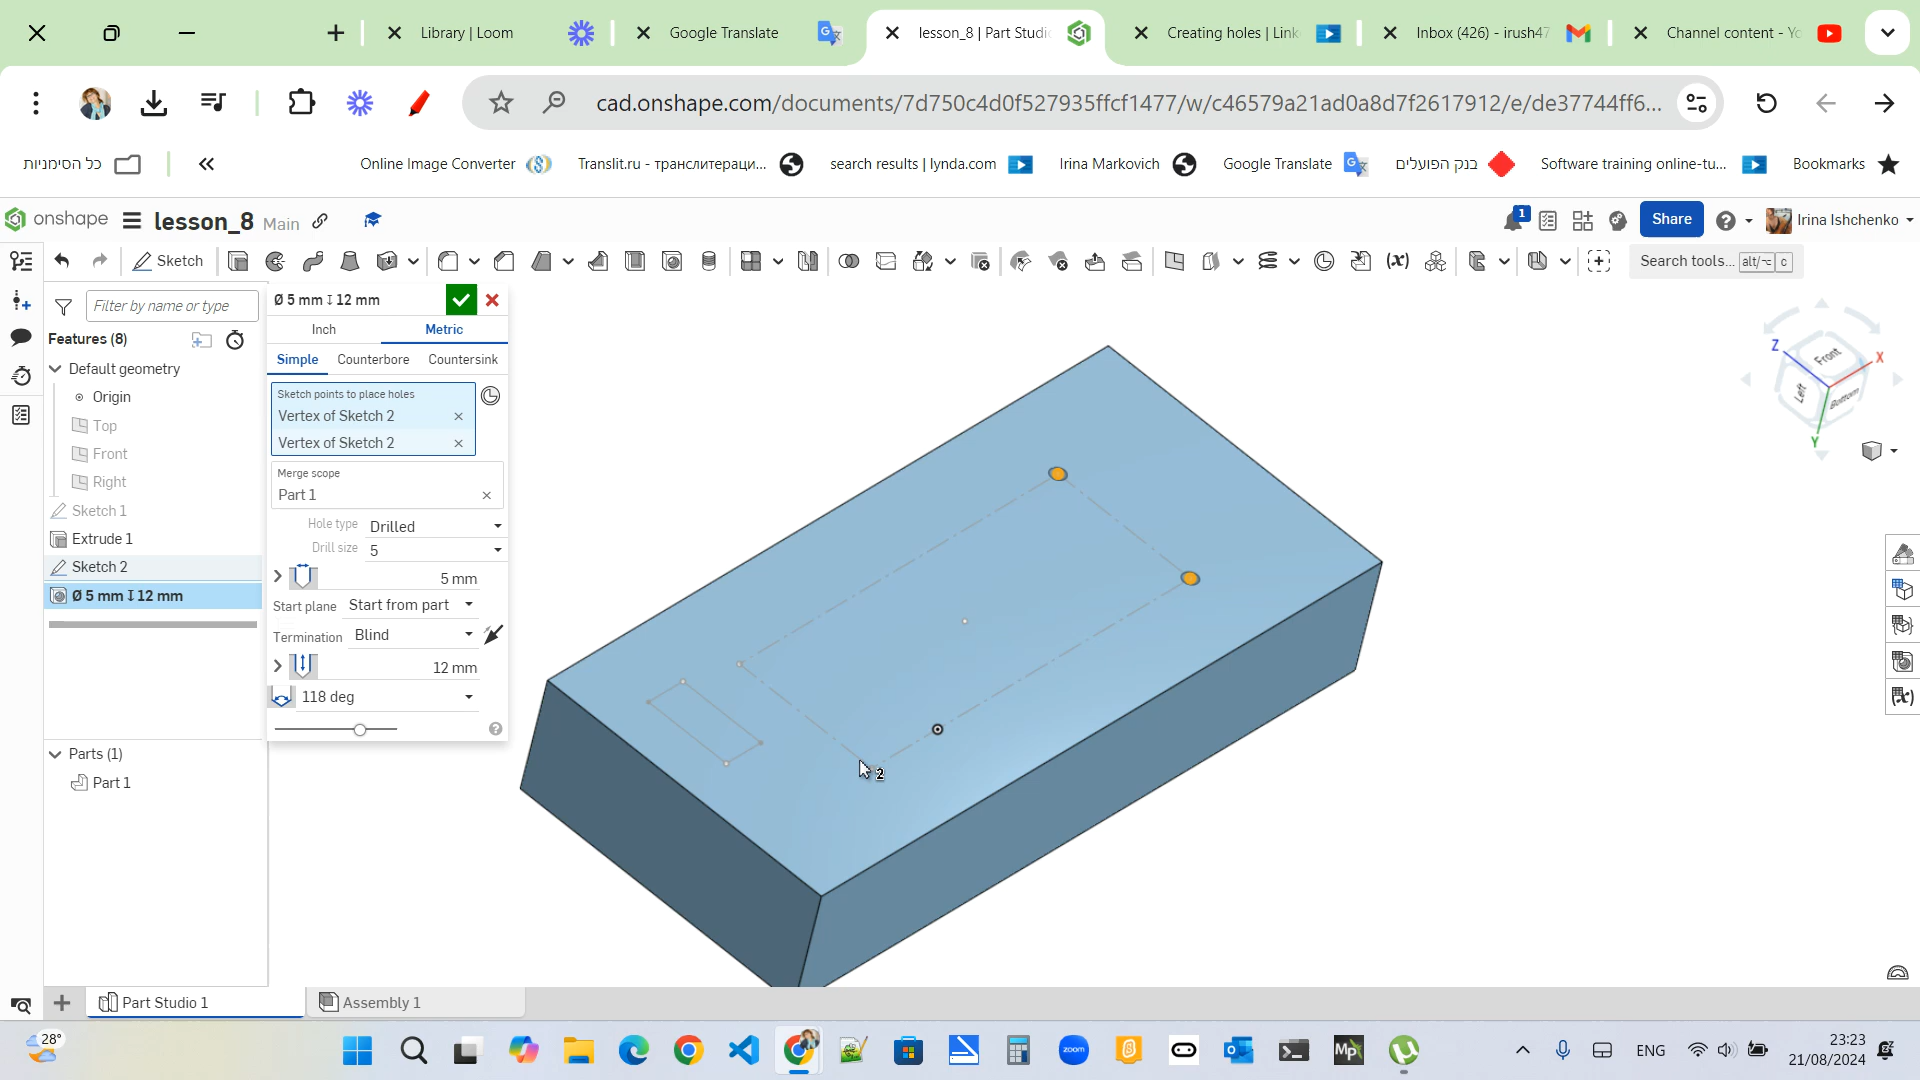 Library | Loom
Google Translate
lesson_8 | Part Studi
Creating holes | Link
Inbox (426) - irush47
Channel content - Yo
cad.onshape.com/documents/7d750c4d0f527935ffcf1477/w/c46579a21ad0a8d7f2617912/e/de37744ff6...
כל הסימניות
Online Image Converter
Translit.ru - транслитераци...
search results | lynda.com
Irina Markovich
Google Translate
בנק הפועלים
Software training online-tu...
Bookmarks
onshape
lesson_8 Main
1
Share
Irina Ishchenko
Sketch
Search tools... alt/⌥ c
Filter by name or type
Features (8)
Default geometry
Origin
Top
Front
Right
Sketch 1
Extrude 1
Sketch 2
Ø 5 mm ↧ 12 mm
Parts (1)
Part 1
Ø 5 mm ↧ 12 mm
Inch
Metric
Simple
Counterbore
Countersink
Sketch points to place holes
Vertex of Sketch 2
Vertex of Sketch 2
Merge scope
Part 1
Hole type Drilled
Drill size 5
5 mm
Start plane Start from part
Termination Blind
12 mm
118 deg
2
Z
X
Y
Front
Left
Bottom
Part Studio 1
Assembly 1
28°
zoom
ENG
23:23
21/08/2024